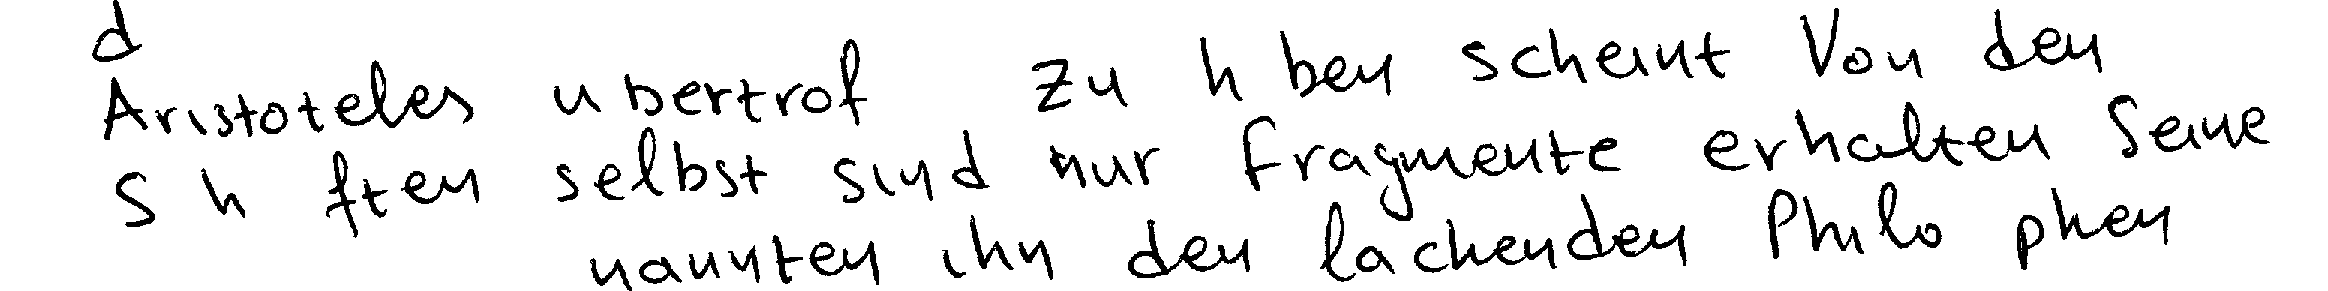 d
Aristoteles ubertrof zu h ben scheint Von den
S h ften selbst sind nur Fragmente erhalten Seine
nannten ihn den lachenden Philo phen